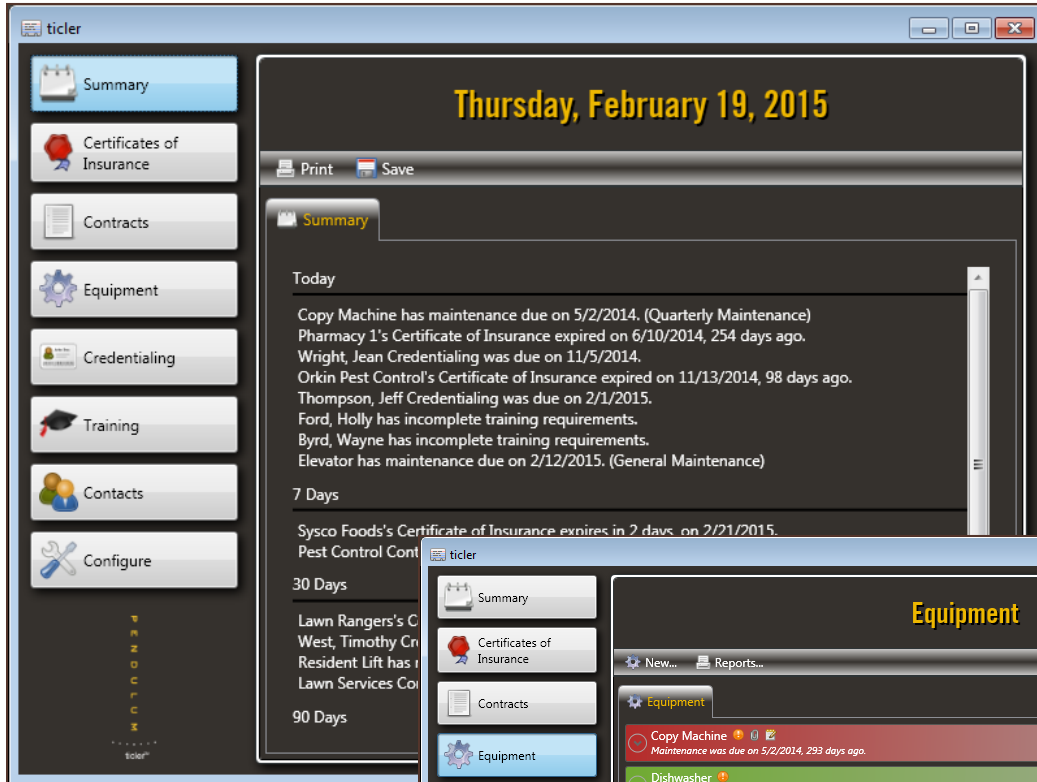 ticler
Summary
Certificates of
Insurance
Contracts
Equipment
Credentialing
Training
Contacts
Configure
PENDULUM
ticler™
Thursday, February 19, 2015
Print Save
Summary
Today
Copy Machine has maintenance due on 5/2/2014. (Quarterly Maintenance)
Pharmacy 1's Certificate of Insurance expired on 6/10/2014, 254 days ago.
Wright, Jean Credentialing was due on 11/5/2014.
Orkin Pest Control's Certificate of Insurance expired on 11/13/2014, 98 days ago.
Thompson, Jeff Credentialing was due on 2/1/2015.
Ford, Holly has incomplete training requirements.
Byrd, Wayne has incomplete training requirements.
Elevator has maintenance due on 2/12/2015. (General Maintenance)
7 Days
Sysco Foods's Certificate of Insurance expires in 2 days, on 2/21/2015.
Pest Control Cont
30 Days
Lawn Rangers's C
West, Timothy Cr
Resident Lift has
Lawn Services Co
90 Days
ticler
Summary
Certificates of
Insurance
Contracts
Equipment
Equipment
New... Reports...
Equipment
Copy Machine
Maintenance was due on 5/2/2014, 293 days ago.
Dishwasher